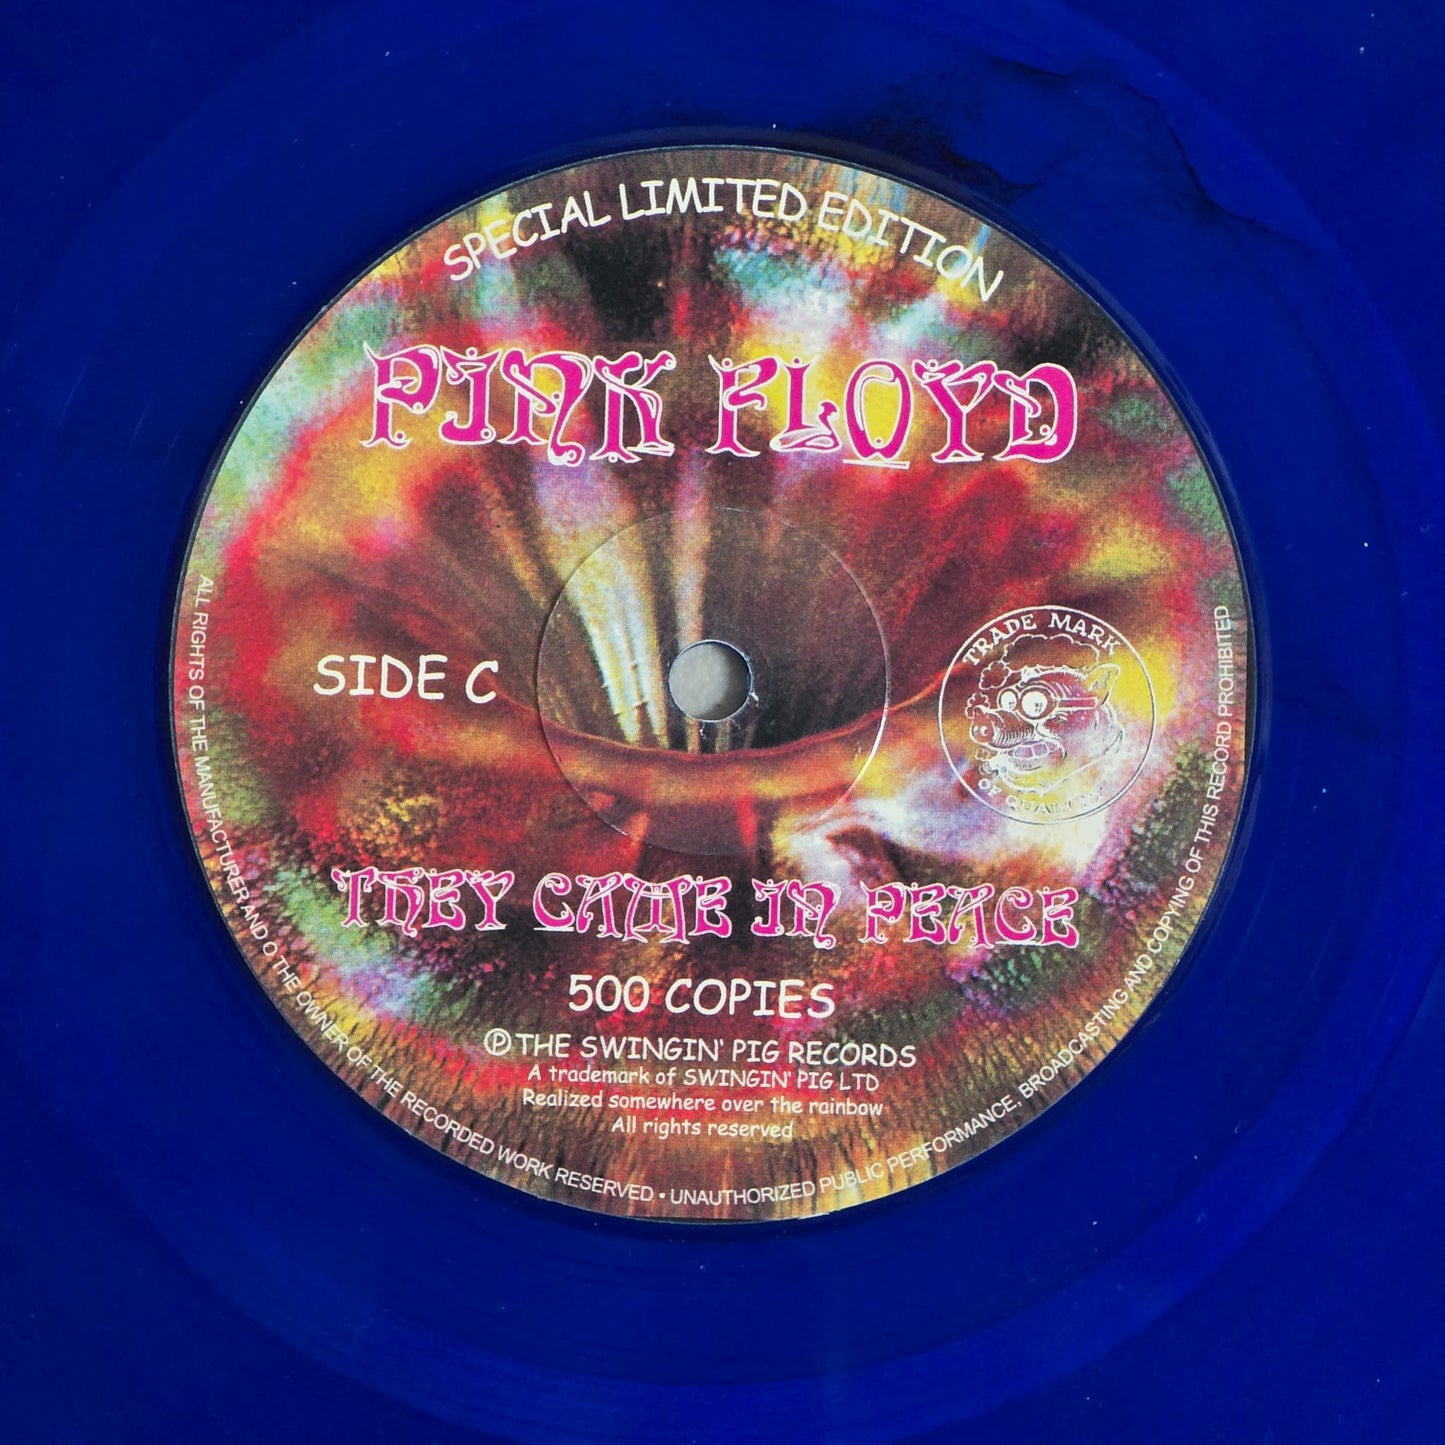 SPECIAL LIMITED EDITION
PINK FLOYD
SIDE C
TRADE MARK
OF QUALITY
THEY CAME IN PEACE
500 COPIES
℗ THE SWINGIN' PIG RECORDS
A trademark of SWINGIN' PIG LTD
Realized somewhere over the rainbow
All rights reserved
ALL RIGHTS OF THE MANUFACTURER AND O THE OWNER OF THE RECORDED WORK RESERVED • UNAUTHORIZED PUBLIC PERFORMANCE, BROADCASTING AND COPYING OF THIS RECORD PROHIBITED